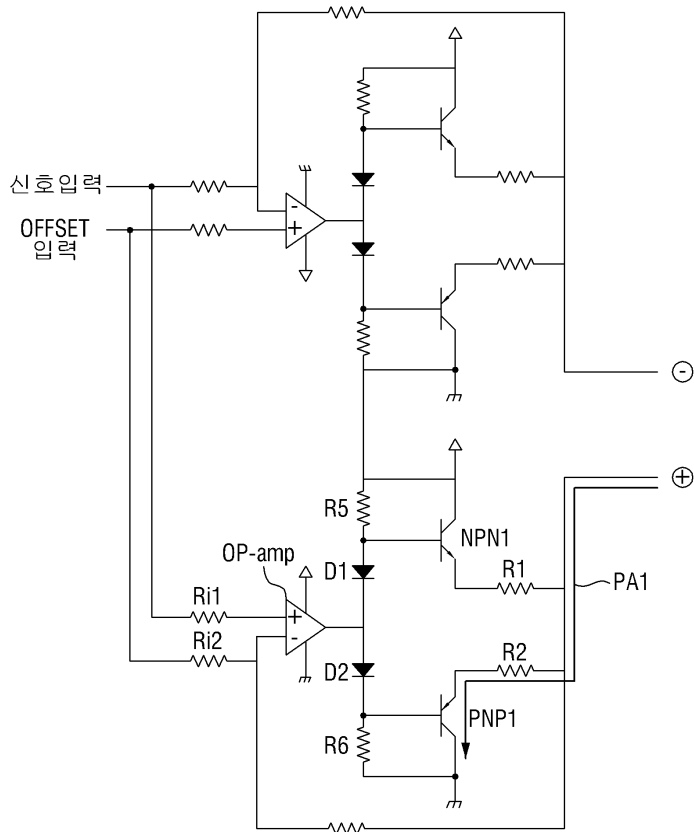 신호입력
-
+
OFFSET
입력
-
+
R5
NPN1
OP-amp
D1
R1
PA1
Ri1
+
Ri2
-
R2
D2
PNP1
R6